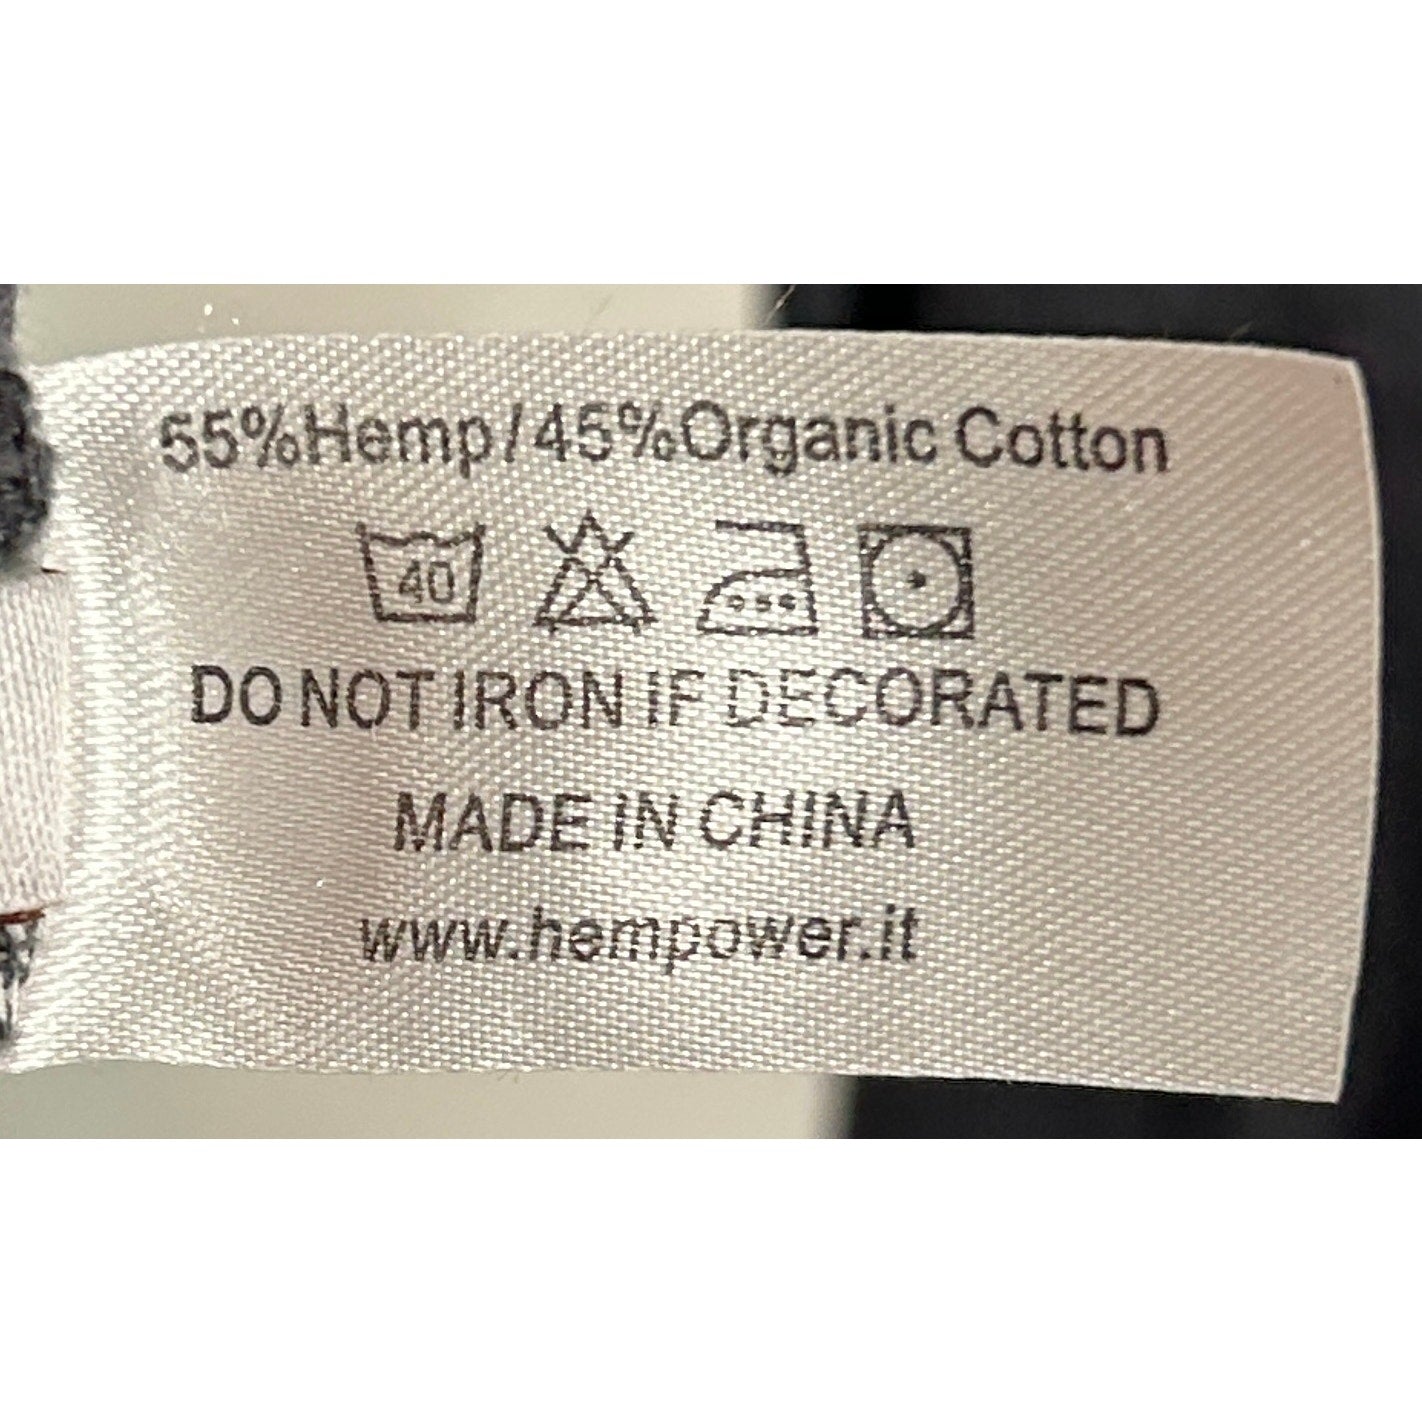 55%Hemp/45%Organic Cotton
40
DO NOT IRON IF DECORATED
MADE IN CHINA
www.hempower.it